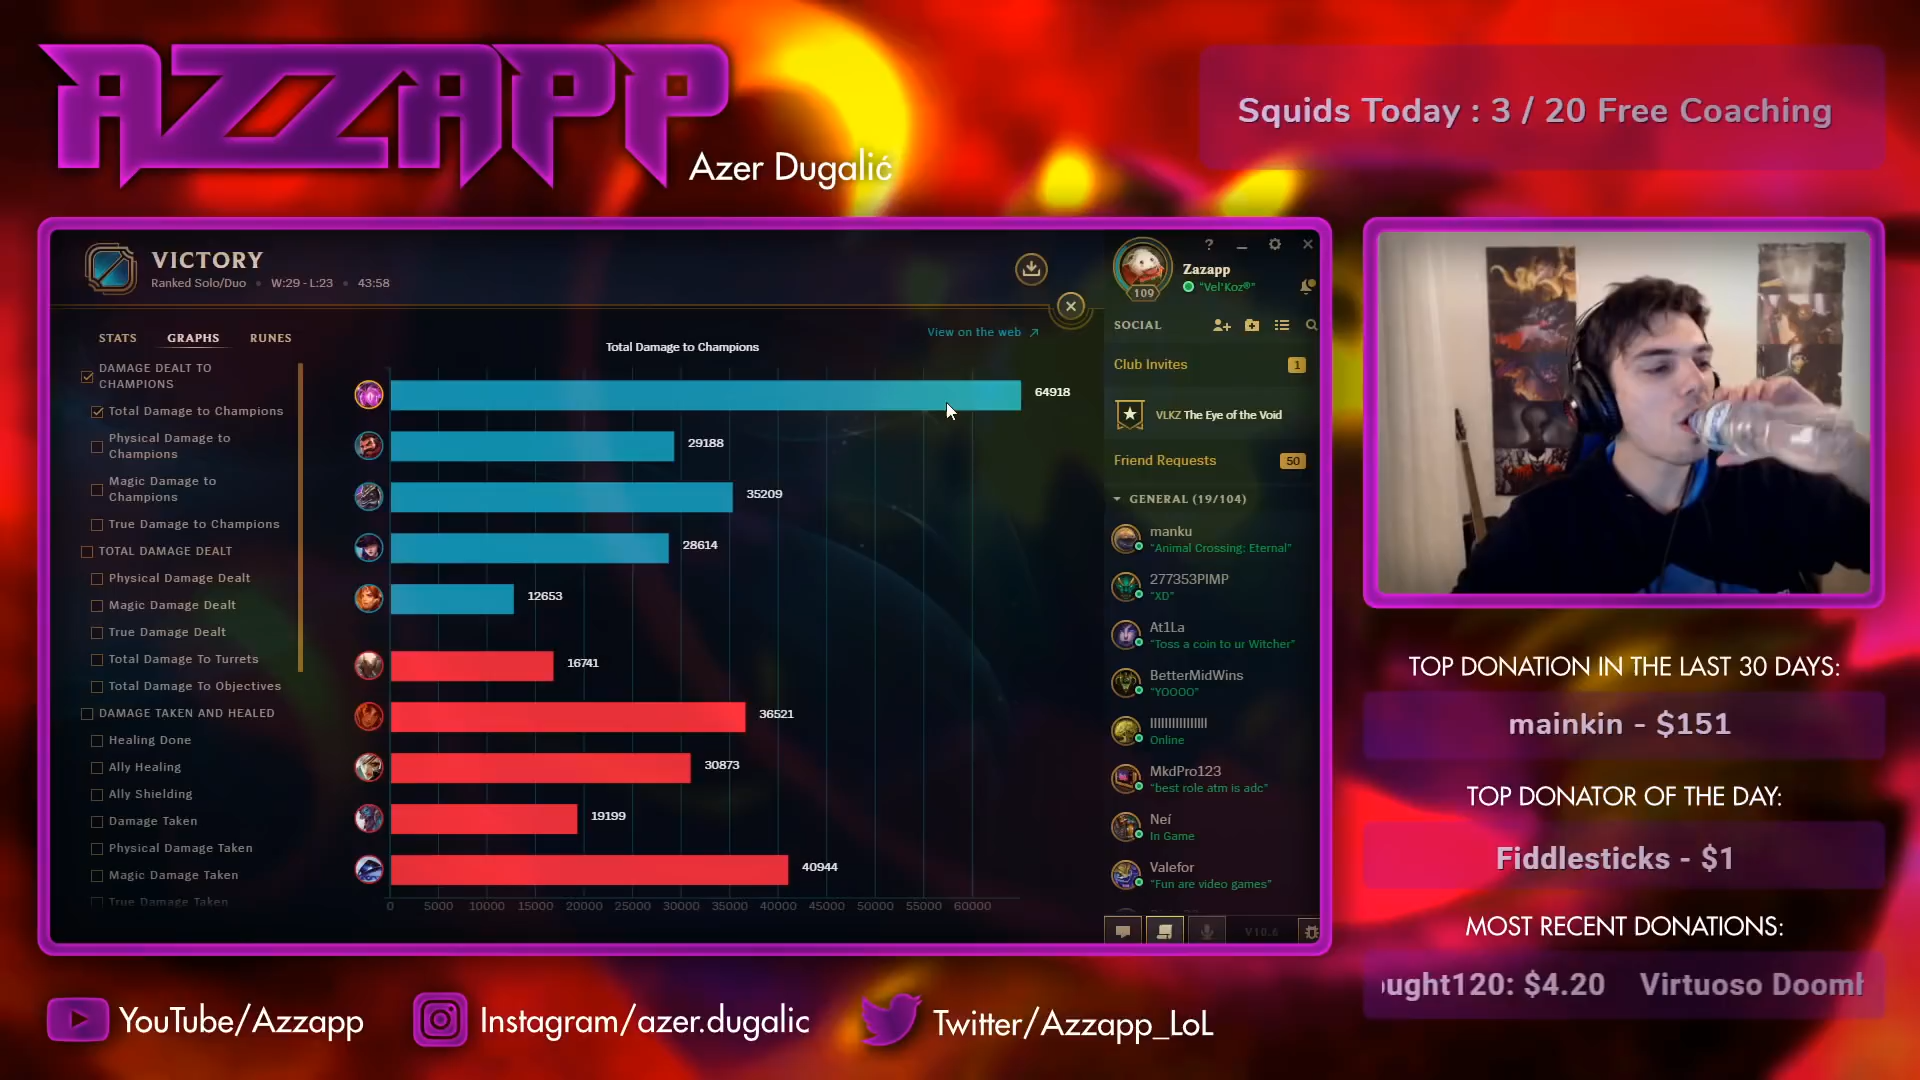 AZZAPP
Azer Dugalić
Squids Today : 3 / 20 Free Coaching
VICTORY
Ranked Solo/Duo • W:29 - L:23 • 43:58
STATS GRAPHS RUNES
View on the web
Total Damage to Champions
DAMAGE DEALT TO
CHAMPIONS
Total Damage to Champions
Physical Damage to
Champions
Magic Damage to
Champions
True Damage to Champions
TOTAL DAMAGE DEALT
Physical Damage Dealt
Magic Damage Dealt
True Damage Dealt
Total Damage To Turrets
Total Damage To Objectives
DAMAGE TAKEN AND HEALED
Healing Done
Ally Healing
Ally Shielding
Damage Taken
Physical Damage Taken
Magic Damage Taken
True Damage Taken
64918
29188
35209
28614
12653
16741
36521
30873
19199
40944
0 5000 10000 15000 20000 25000 30000 35000 40000 45000 50000 55000 60000
?
109
Zazapp
"Vel'Koz®"
SOCIAL
Club Invites 1
VLKZ The Eye of the Void
Friend Requests 50
GENERAL (19/104)
manku
"Animal Crossing: Eternal"
277353PIMP
"XD"
At1La
"Toss a coin to ur Witcher"
BetterMidWins
"YOOOO"
Online
MkdPro123
"best role atm is adc"
Neí
In Game
Valefor
"Fun are video games"
V10.6
TOP DONATION IN THE LAST 30 DAYS:
mainkin - $151
TOP DONATOR OF THE DAY:
Fiddlesticks - $1
MOST RECENT DONATIONS:
ught120: $4.20 Virtuoso Doom
YouTube/Azzapp
Instagram/azer.dugalic
Twitter/Azzapp_LoL